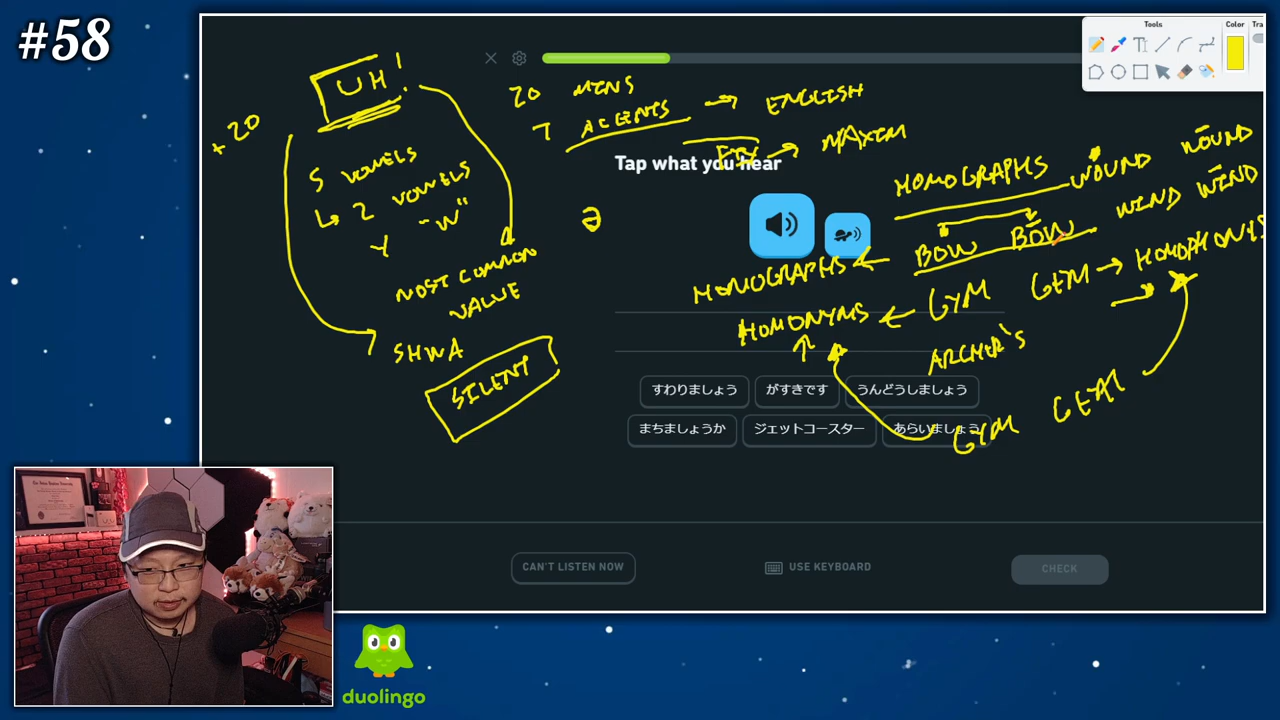 #58
UH!
+20
5 VOWELS
↳ 2 VOWELS
Y "W"
MOST COMMON
VALUE
SHWA
SILENT
20 MINS
7 ACENTS → ENGLISH
→ MAXIM
Tap what you hear
ə
HOMOGRAPHS WOUND WOUND
BOW BOW WIND WIND
HOMOGRAPHS ←
GYM GEM → HOMOPHONYS
HOMONYMS ←
ARCHER'S
GYM
すわりましょう がすきです うんどうしましょう
まちましょうか ジェットコースター あらいましょう
CAN'T LISTEN NOW USE KEYBOARD CHECK
Tools Color Tra
duolingo